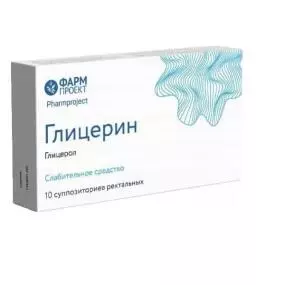 ФАРМ
ПРОЕКТ
Pharmproject
Глицерин
Глицерол
Слабительное средство
10 суппозиториев ректальных